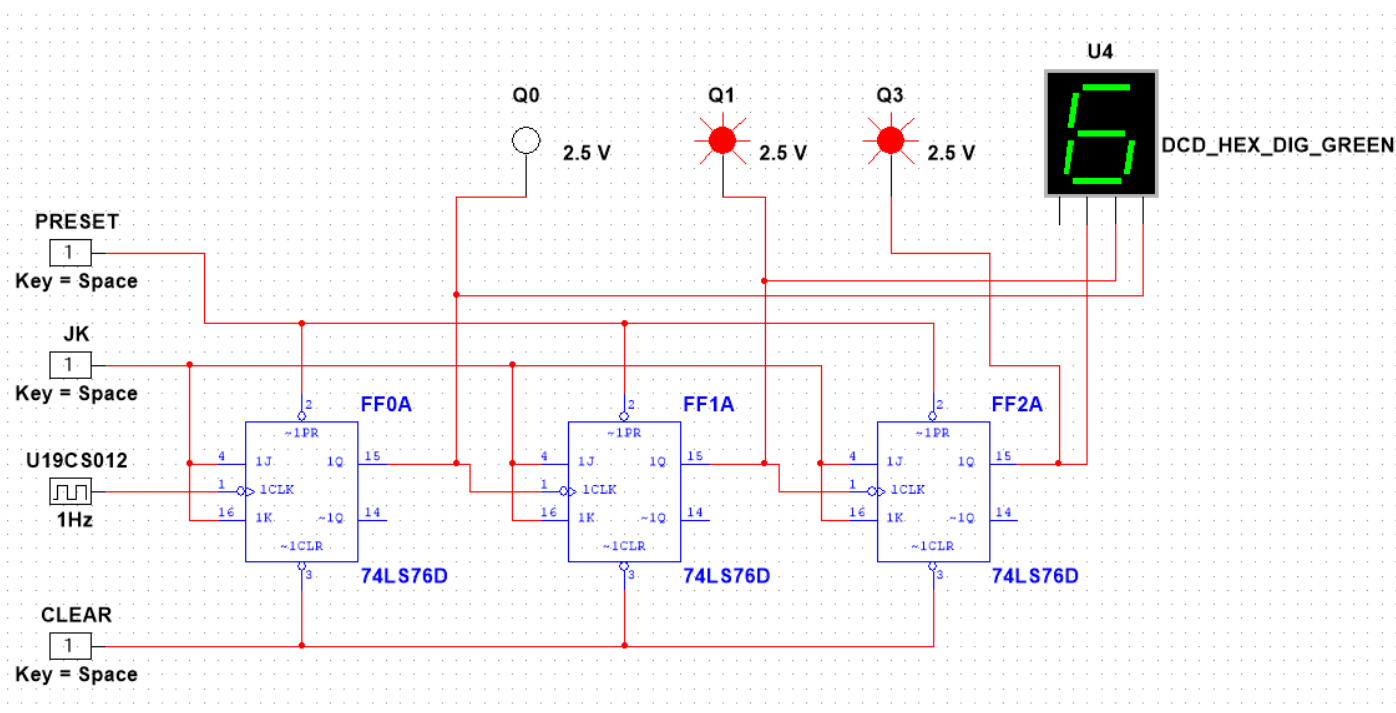 U4
Q0
Q1
Q3
2.5 V
2.5 V
2.5 V
6
DCD_HEX_DIG_GREEN
PRESET
1
Key = Space
JK
1
Key = Space
U19CS012
1Hz
CLEAR
1
Key = Space
FF0A
2
~1PR
4
1J
1Q
15
1
1CLK
16
1K
~1Q
14
~1CLR
3
74LS76D
FF1A
2
~1PR
4
1J
1Q
15
1
1CLK
16
1K
~1Q
14
~1CLR
3
74LS76D
FF2A
2
~1PR
4
1J
1Q
15
1
1CLK
16
1K
~1Q
14
~1CLR
3
74LS76D